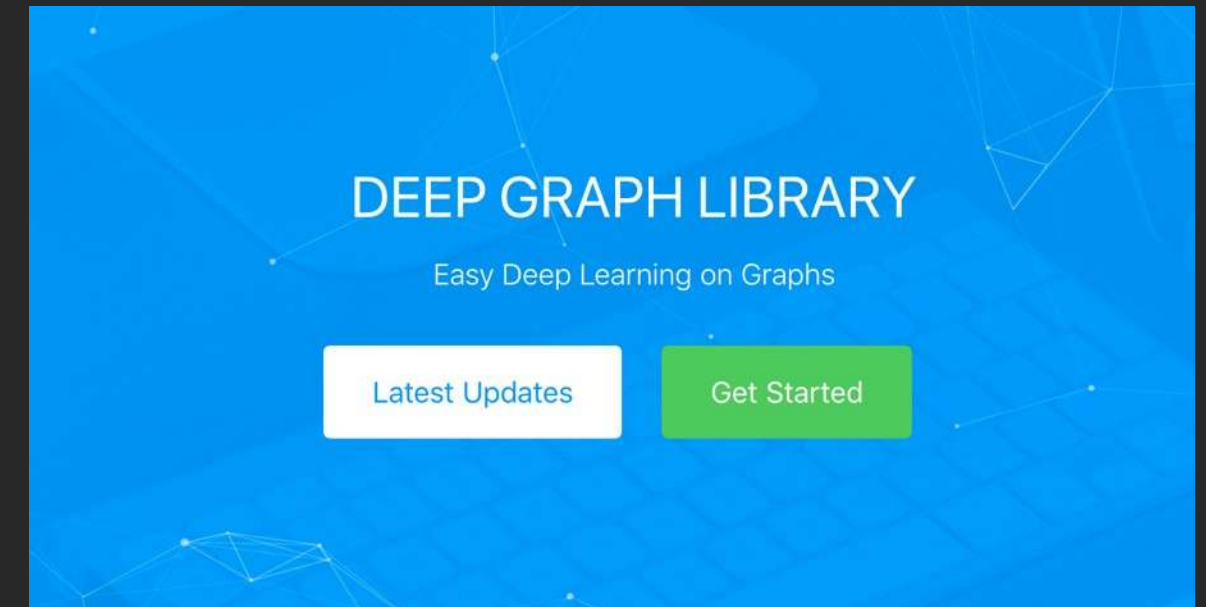 DEEP GRAPH LIBRARY
Easy Deep Learning on Graphs
Latest Updates
Get Started